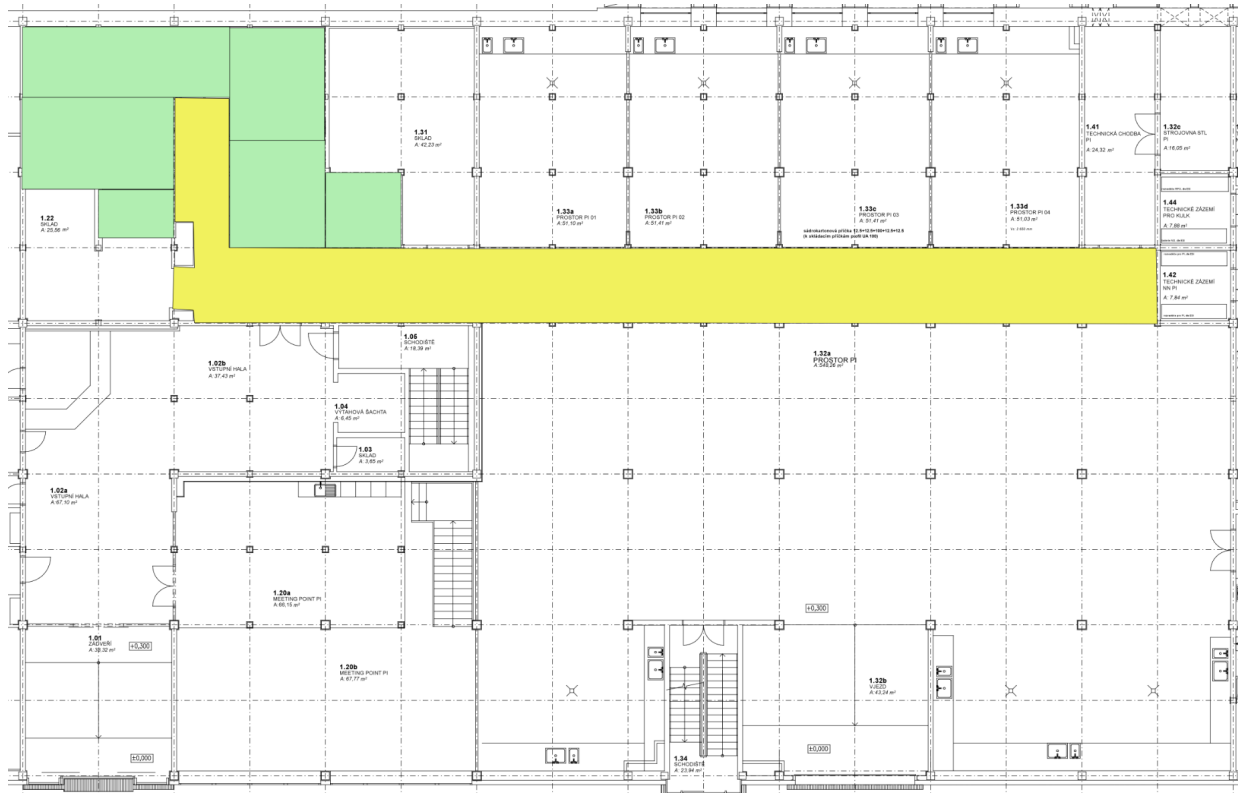 1.31
SKLAD
A: 42,23 m²
1.41
TECHNICKÁ CHODBA
PI
A: 24,32 m²
1.32c
STROJOVNA STL
PI
A: 16,05 m²
1.22
SKLAD
A: 25,86 m²
1.33a
PROSTOR PI 01
A: 51,10 m²
1.33b
PROSTOR PI 02
A: 51,41 m²
1.33c
PROSTOR PI 03
A: 51,41 m²
1.33d
PROSTOR PI 04
A: 51,03 m²
1.44
TECHNICKÉ ZÁZEMÍ
PRO KULK
A: 7,88 m²
1.42
TECHNICKÉ ZÁZEMÍ
NN PI
A: 7,84 m²
1.05
SCHODIŠTĚ
A: 18,39 m²
1.02b
VSTUPNÍ HALA
A: 37,43 m²
1.32a
PROSTOR PI
1.04
VÝTAHOVÁ ŠACHTA
A: 6,45 m²
1.03
SKLAD
A: 3,65 m²
1.02a
VSTUPNÍ HALA
A: 67,10 m²
1.20a
MEETING POINT PI
A: 66,15 m²
+0,300
1.01
ZÁDVEŘÍ
+0,300
1.20b
MEETING POINT PI
A: 67,77 m²
1.32b
VJEZD
A: 43,24 m²
±0,000
±0,000
1.34
SCHODIŠTĚ
A: 23,94 m²